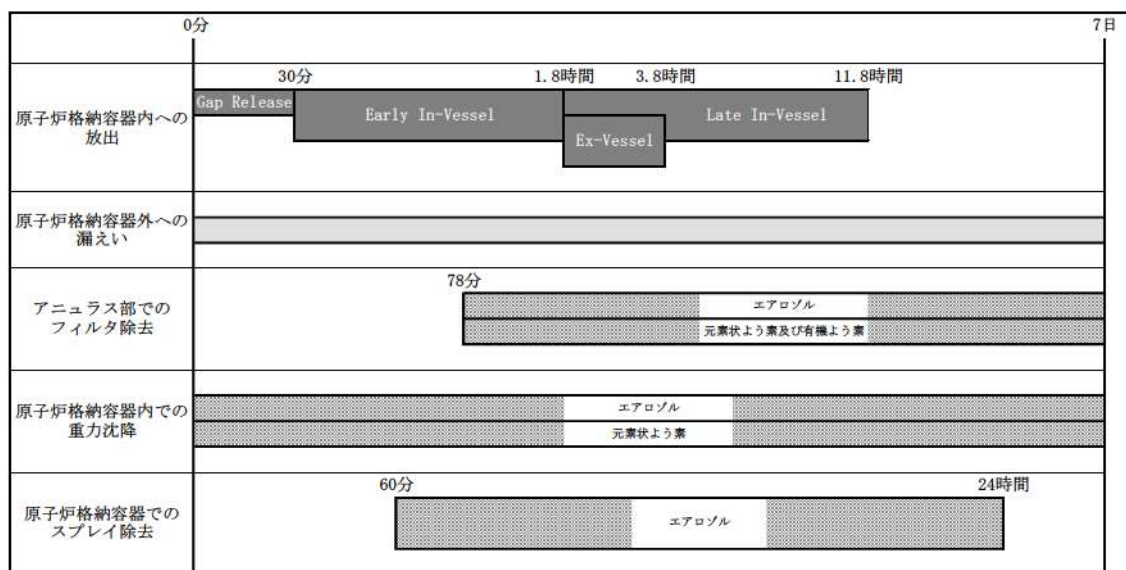 0分
7日
30分
1.8時間
3.8時間
11.8時間
原子炉格納容器内への
放出
Gap Release
Early In-Vessel
Ex-Vessel
Late In-Vessel
原子炉格納容器外への
漏えい
78分
アニュラス部での
フィルタ除去
エアロゾル
元素状よう素及び有機よう素
原子炉格納容器内での
重力沈降
エアロゾル
元素状よう素
60分
24時間
原子炉格納容器での
スプレイ除去
エアロゾル